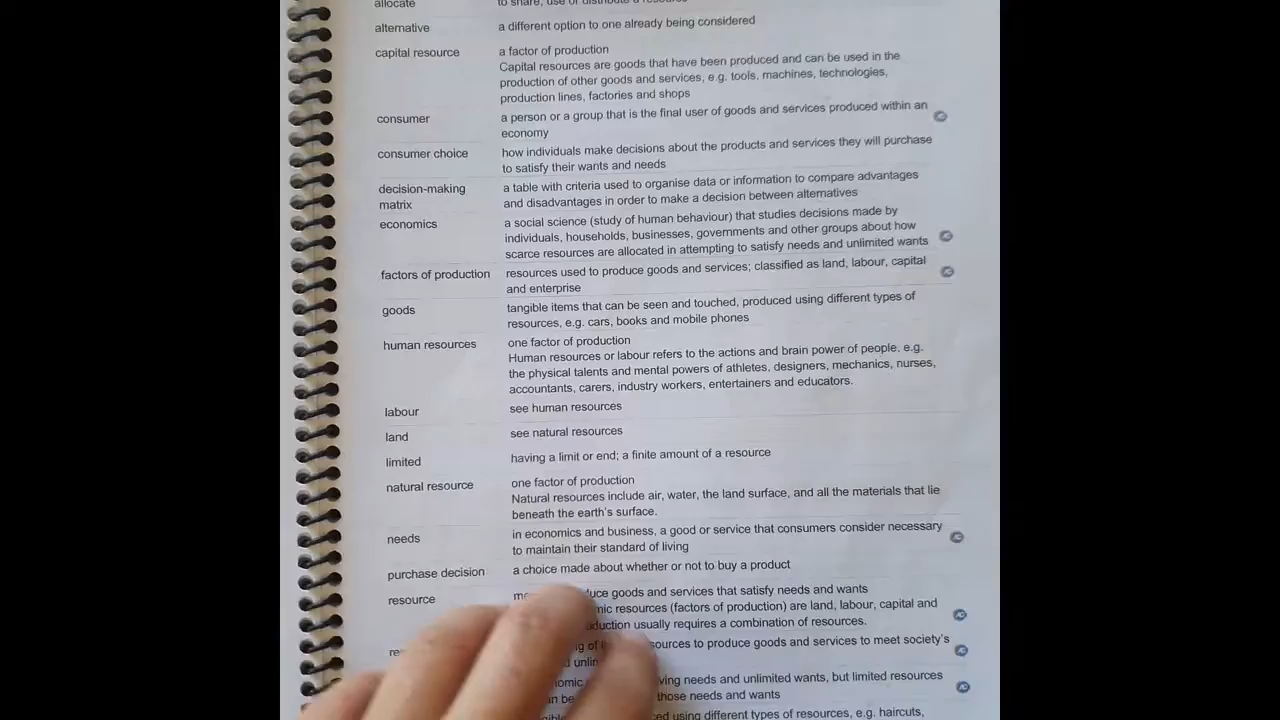 allocate to share, use or distribute a resource
alternative a different option to one already being considered
capital resource a factor of production
Capital resources are goods that have been produced and can be used in the
production of other goods and services, e.g. tools, machines, technologies,
production lines, factories and shops
consumer a person or a group that is the final user of goods and services produced within an
economy
consumer choice how individuals make decisions about the products and services they will purchase
to satisfy their wants and needs
decision-making a table with criteria used to organise data or information to compare advantages
matrix and disadvantages in order to make a decision between alternatives
economics a social science (study of human behaviour) that studies decisions made by
individuals, households, businesses, governments and other groups about how
scarce resources are allocated in attempting to satisfy needs and unlimited wants
factors of production resources used to produce goods and services; classified as land, labour, capital
and enterprise
goods tangible items that can be seen and touched, produced using different types of
resources, e.g. cars, books and mobile phones
human resources one factor of production
Human resources or labour refers to the actions and brain power of people. e.g.
the physical talents and mental powers of athletes, designers, mechanics, nurses,
accountants, carers, industry workers, entertainers and educators.
labour see human resources
land see natural resources
limited having a limit or end; a finite amount of a resource
natural resource one factor of production
Natural resources include air, water, the land surface, and all the materials that lie
beneath the earth's surface.
needs in economics and business, a good or service that consumers consider necessary
to maintain their standard of living
purchase decision a choice made about whether or not to buy a product
resource goods and services that satisfy needs and wants
resources (factors of production) are land, labour, capital and
usually requires a combination of resources.
of to produce goods and services to meet society's
needs and unlimited wants, but limited resources
those needs and wants
using different types of resources, e.g. haircuts,